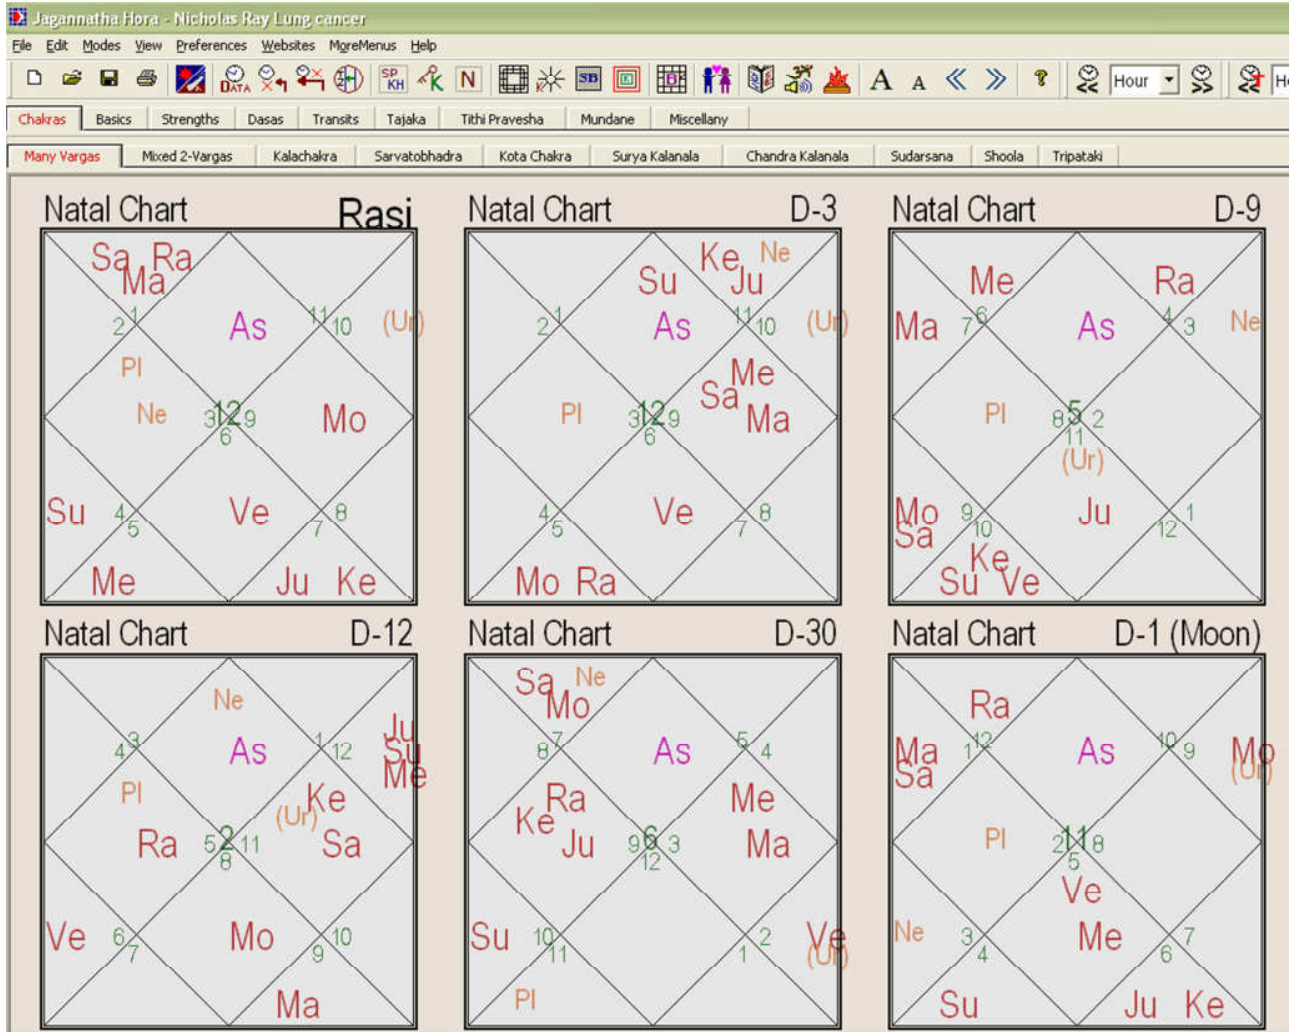 Jagannatha Hora - Nicholas Ray Lung cancer
File Edit Modes View Preferences Websites MoreMenus Help
DATA SP KH K N K SB A A Hour H
Chakras Basics Strengths Dasas Transits Tajaka Tithi Pravesha Mundane Miscellany
Many Vargas Mixed 2-Vargas Kalachakra Sarvatobhadra Kota Chakra Surya Kalanala Chandra Kalanala Sudarsana Shoola Tripataki
Natal Chart Rasi
Sa Ra
Ma
2 1 As 11 10 (Ur)
Pl
Ne 3 12 9 Mo
6
Su 4 5 Ve 7 8
Me Ju Ke
Natal Chart D-3
Ke Ne
Su Ju
2 1 As 11 10 (Ur)
Me
Sa
Pl 3 12 9 Ma
6
4 5 Ve 7 8
Mo Ra
Natal Chart D-9
Me Ra
Ma 7 6 As 4 3 Ne
Pl 8 5 2
11
(Ur)
Mo 9 10 Ju 12 1
Sa
Ke
Su Ve
Natal Chart D-12
Ne
Ju
4 3 As 1 12 Su
Me
Pl Ke
(Ur)
Ra 5 2 11 Sa
8
Ve 6 7 Mo 9 10
Ma
Natal Chart D-30
Sa Ne
Mo
8 7 As 5 4
Ra Me
Ke
Ju 9 6 3 Ma
12
Su 10 11 1 2 Ve
(Ur)
Pl
Natal Chart D-1 (Moon)
Ra
Ma 1 12 As 10 9 Mo
Sa (Ur)
Pl 2 11 8
5
Ve
Ne 3 4 Me 6 7
Su Ju Ke